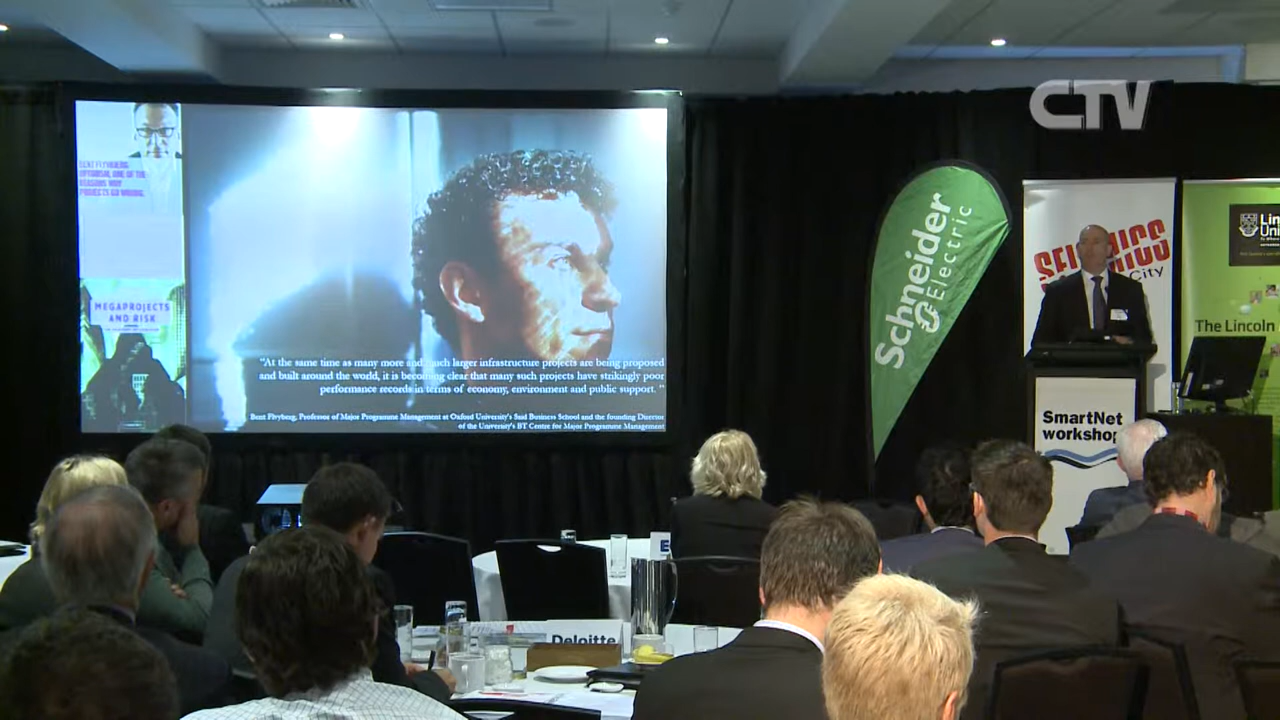 CTV
BENT FLYVBJERG:
OPTIMISM, ONE OF THE
REASONS WHY
PROJECTS GO WRONG.
MEGAPROJECTS
AND RISK
"At the same time as many more and much larger infrastructure projects are being proposed
and built around the world, it is becoming clear that many such projects have strikingly poor
performance records in terms of economy, environment and public support. "
Bent Flyvberg, Professor of Major Programme Management at Oxford University's Said Business School and the founding Director
of the University's BT Centre for Major Programme Management
Schneider
Electric
City
Lin
Uni
The Lincoln
SmartNet
workshop
Deloitte